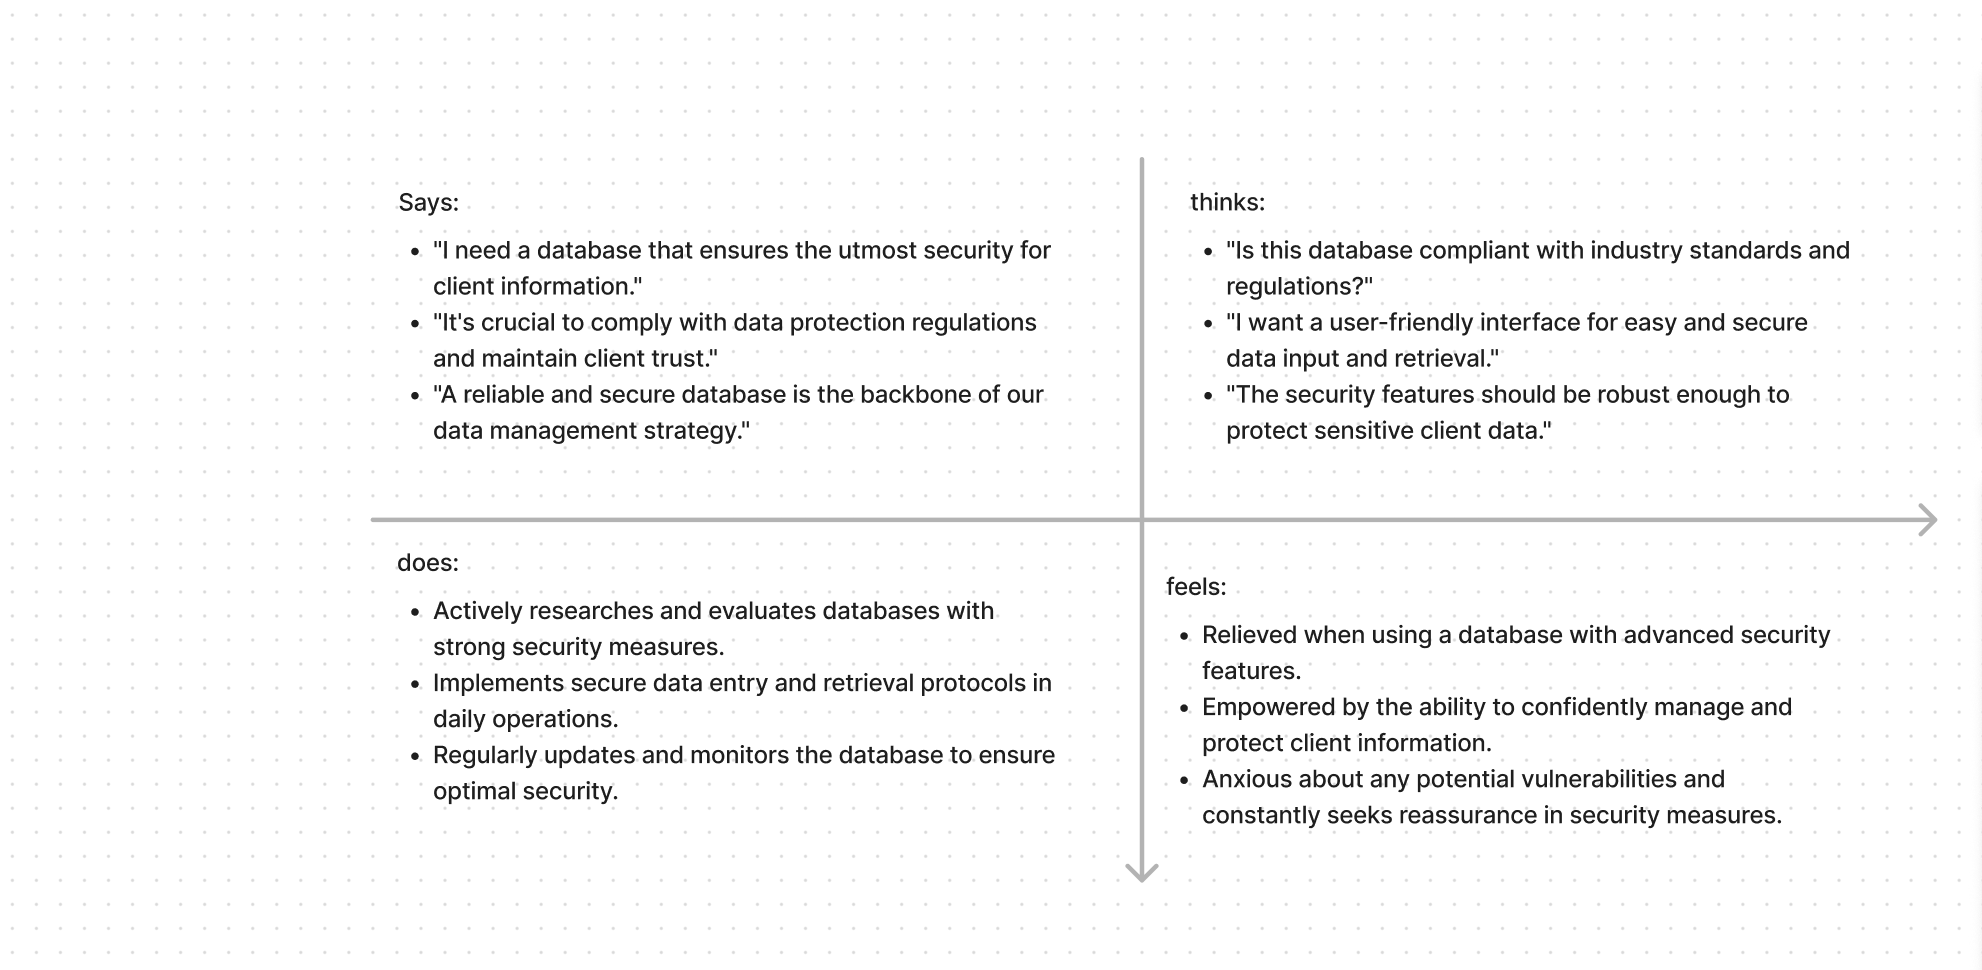 Says:
• "I need a database that ensures the utmost security for
client information."
• "It's crucial to comply with data protection regulations
and maintain client trust."
• "A reliable and secure database is the backbone of our
data management strategy."
thinks:
• "Is this database compliant with industry standards and
regulations?"
• "I want a user-friendly interface for easy and secure
data input and retrieval."
• "The security features should be robust enough to
protect sensitive client data."
does:
• Actively researches and evaluates databases with
strong security measures.
• Implements secure data entry and retrieval protocols in
daily operations.
• Regularly updates and monitors the database to ensure
optimal security.
feels:
• Relieved when using a database with advanced security
features.
• Empowered by the ability to confidently manage and
protect client information.
• Anxious about any potential vulnerabilities and
constantly seeks reassurance in security measures.